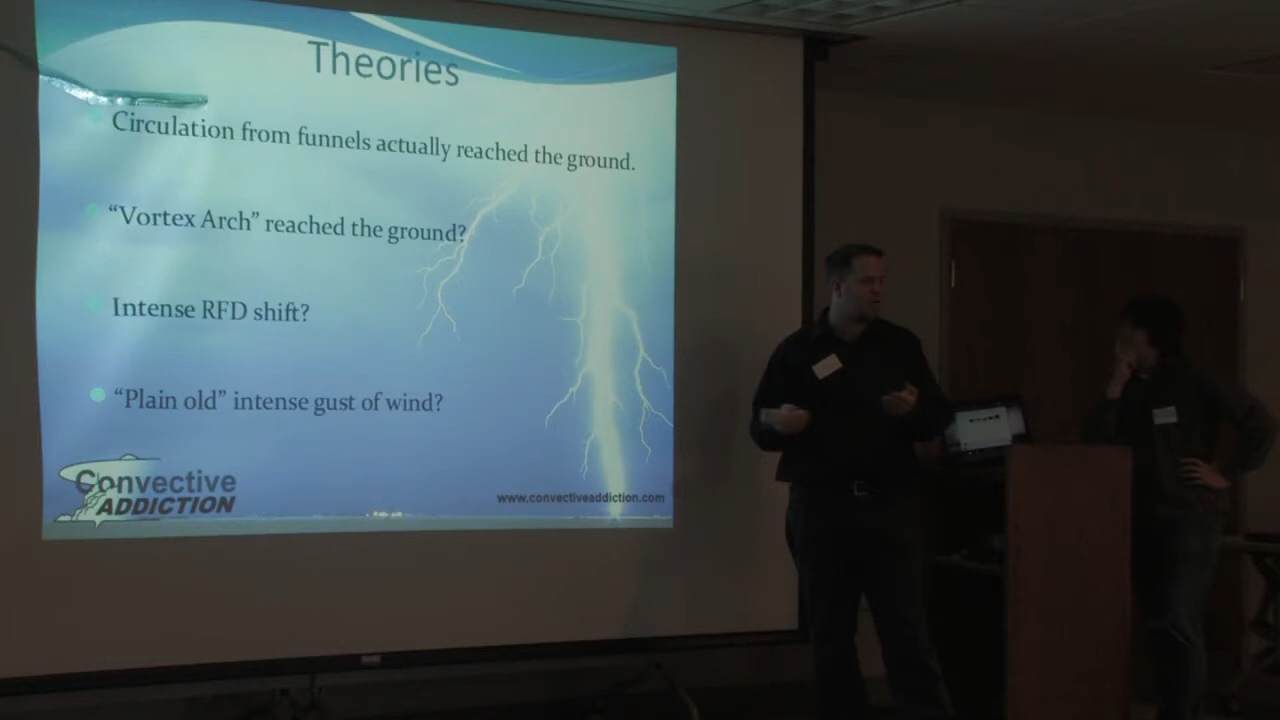 Theories
Circulation from funnels actually reached the ground.
“Vortex Arch” reached the ground?
Intense RFD shift?
“Plain old” intense gust of wind?
Convective
ADDICTION
www.convectiveaddiction.com